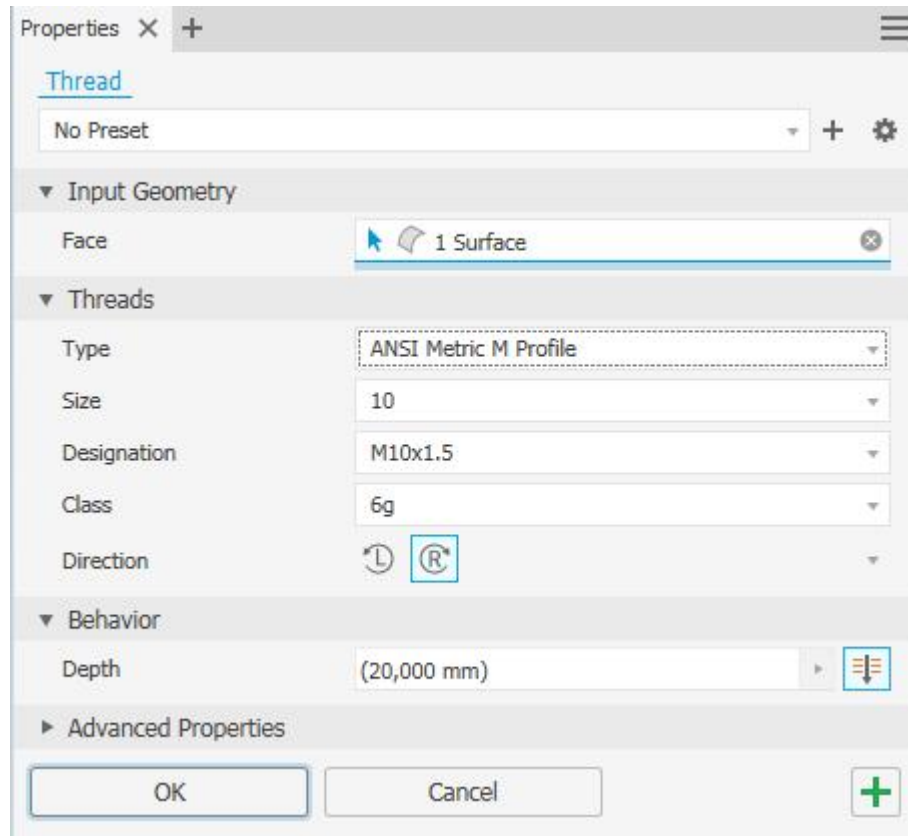 Properties
Thread
No Preset
Input Geometry
Face 1 Surface
Threads
Type ANSI Metric M Profile
Size 10
Designation M10x1.5
Class 6g
Direction L R
Behavior
Depth (20,000 mm)
Advanced Properties
OK Cancel